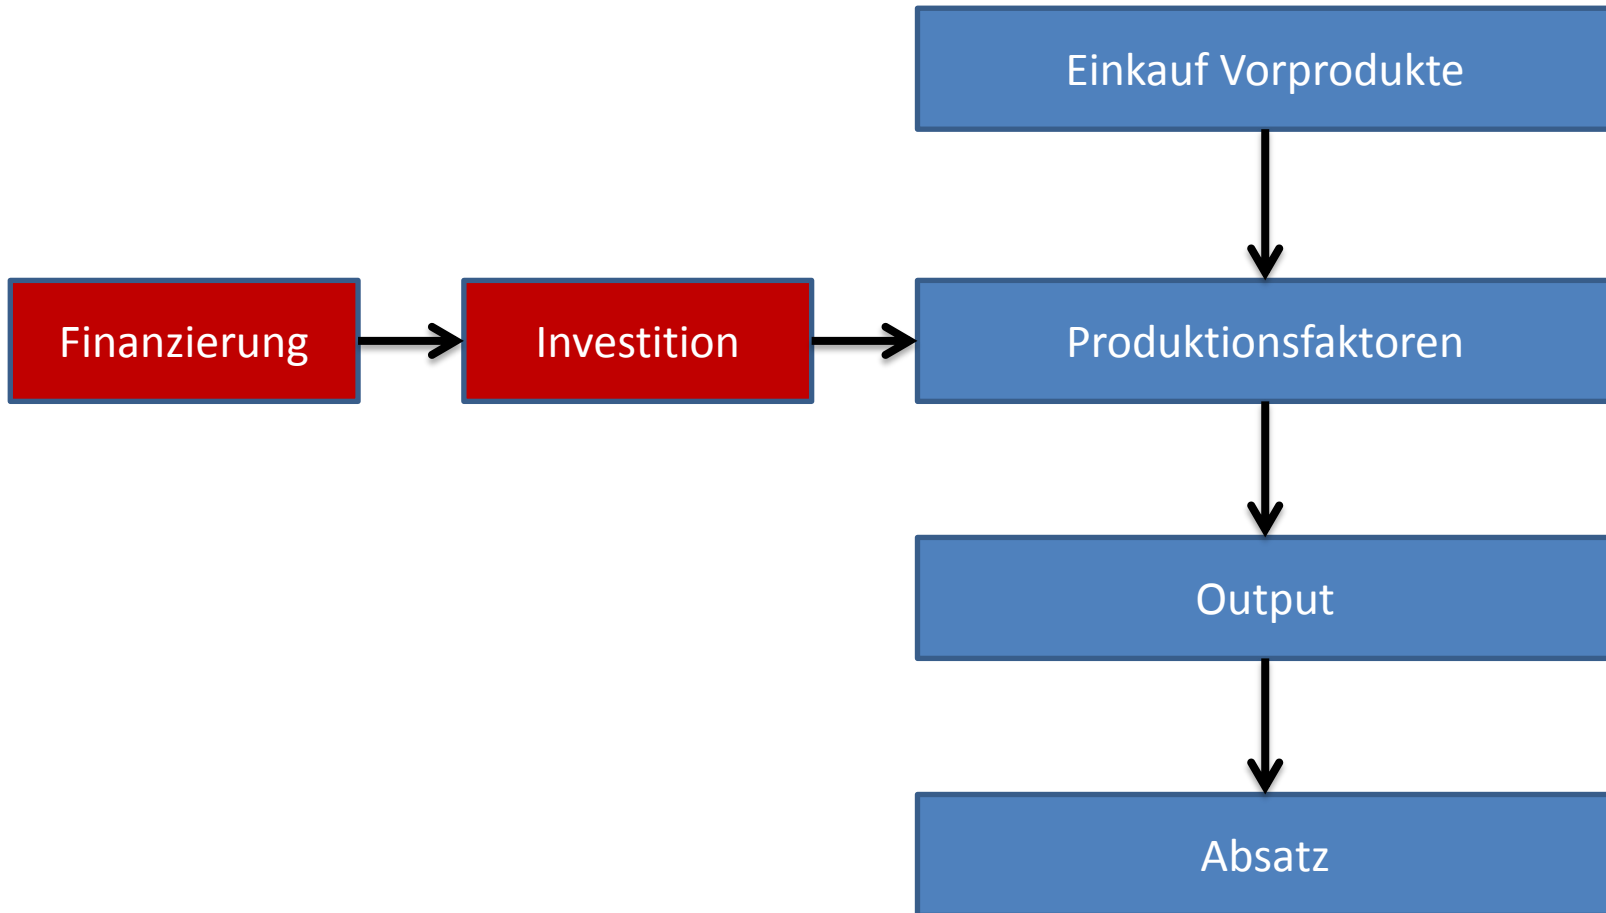 Einkauf Vorprodukte
Finanzierung
Investition
Produktionsfaktoren
Output
Absatz